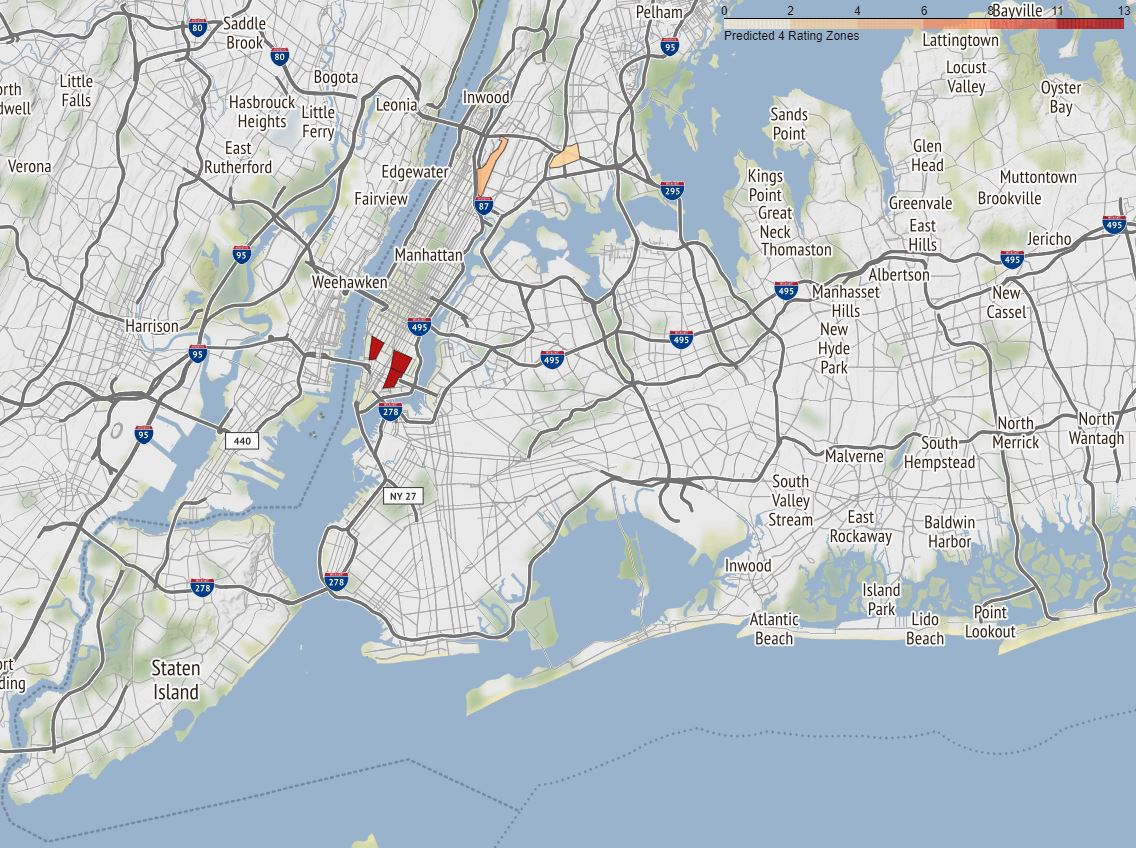 Pelham
0 2 4 6 8 11 13
Bayville
Predicted 4 Rating Zones
80
Saddle
Brook
80
95
Lattingtown
Little
Falls
Bogota
Inwood
Leonia
Locust
Valley
Oyster
Bay
Hasbrouck
Heights
Little
Ferry
Sands
Point
Verona
East
Rutherford
Edgewater
Fairview
Glen
Head
Kings
Point
Great
Neck
Thomaston
295
Muttontown
Brookville
Greenvale
87
East
Hills
Jericho
495
95
Manhattan
495
Weehawken
Albertson
495
Manhasset
Hills
New
Hyde
Park
New
Cassel
Harrison
495
495
95
495
278
95
440
North
Merrick
North
Wantagh
South
Hempstead
Malverne
NY 27
South
Valley
Stream
East
Rockaway
Baldwin
Harbor
Inwood
278
278
Island
Park
Atlantic
Beach
Lido
Beach
Point
Lookout
Staten
Island